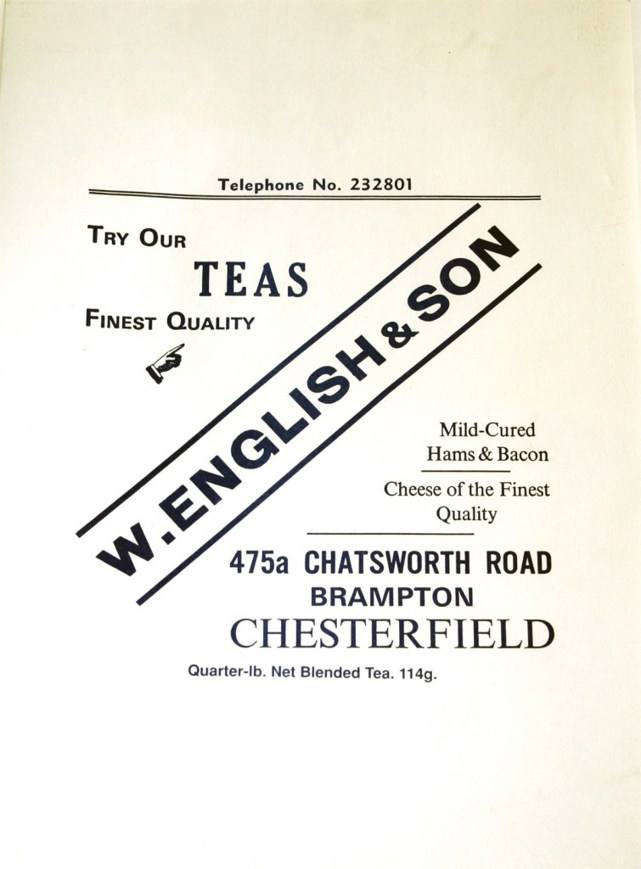 Telephone No. 232801
TRY OUR
TEAS
FINEST QUALITY
W. ENGLISH & SON
Mild-Cured
Hams & Bacon
Cheese of the Finest
Quality
475a CHATSWORTH ROAD
BRAMPTON
CHESTERFIELD
Quarter-lb. Net Blended Tea. 114g.